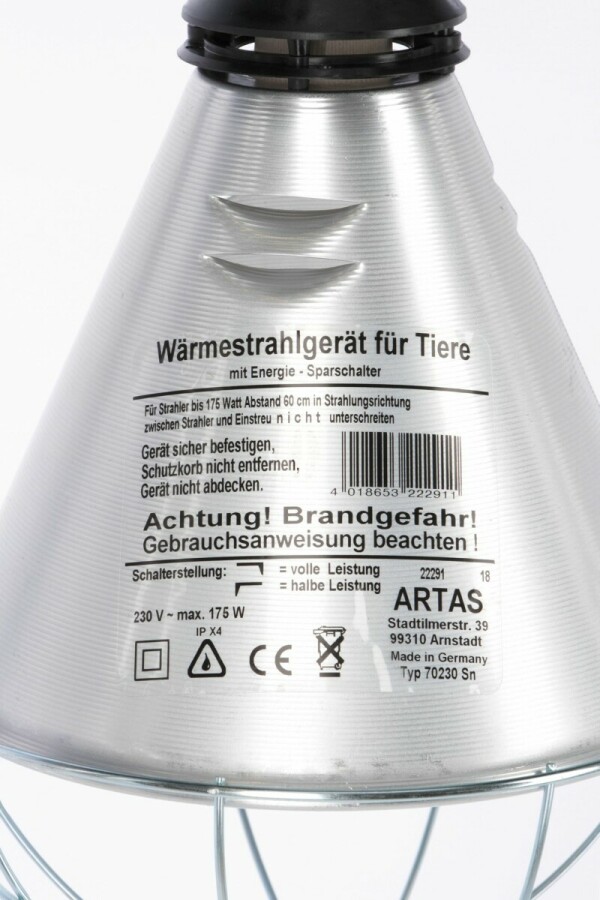 Wärmestrahlgerät für Tiere
mit Energie - Sparschalter
Für Strahler bis 175 Watt Abstand 60 cm in Strahlungsrichtung
zwischen Strahler und Einstreu n i c h t unterschreiten
Gerät sicher befestigen,
Schutzkorb nicht entfernen,
Gerät nicht abdecken.
4 018653 222911
Achtung! Brandgefahr!
Gebrauchsanweisung beachten !
Schalterstellung: = volle Leistung
= halbe Leistung
22291 18
ARTAS
Stadtilmerstr. 39
99310 Arnstadt
Made in Germany
Typ 70230 Sn
230 V ~ max. 175 W
IP X4
CE